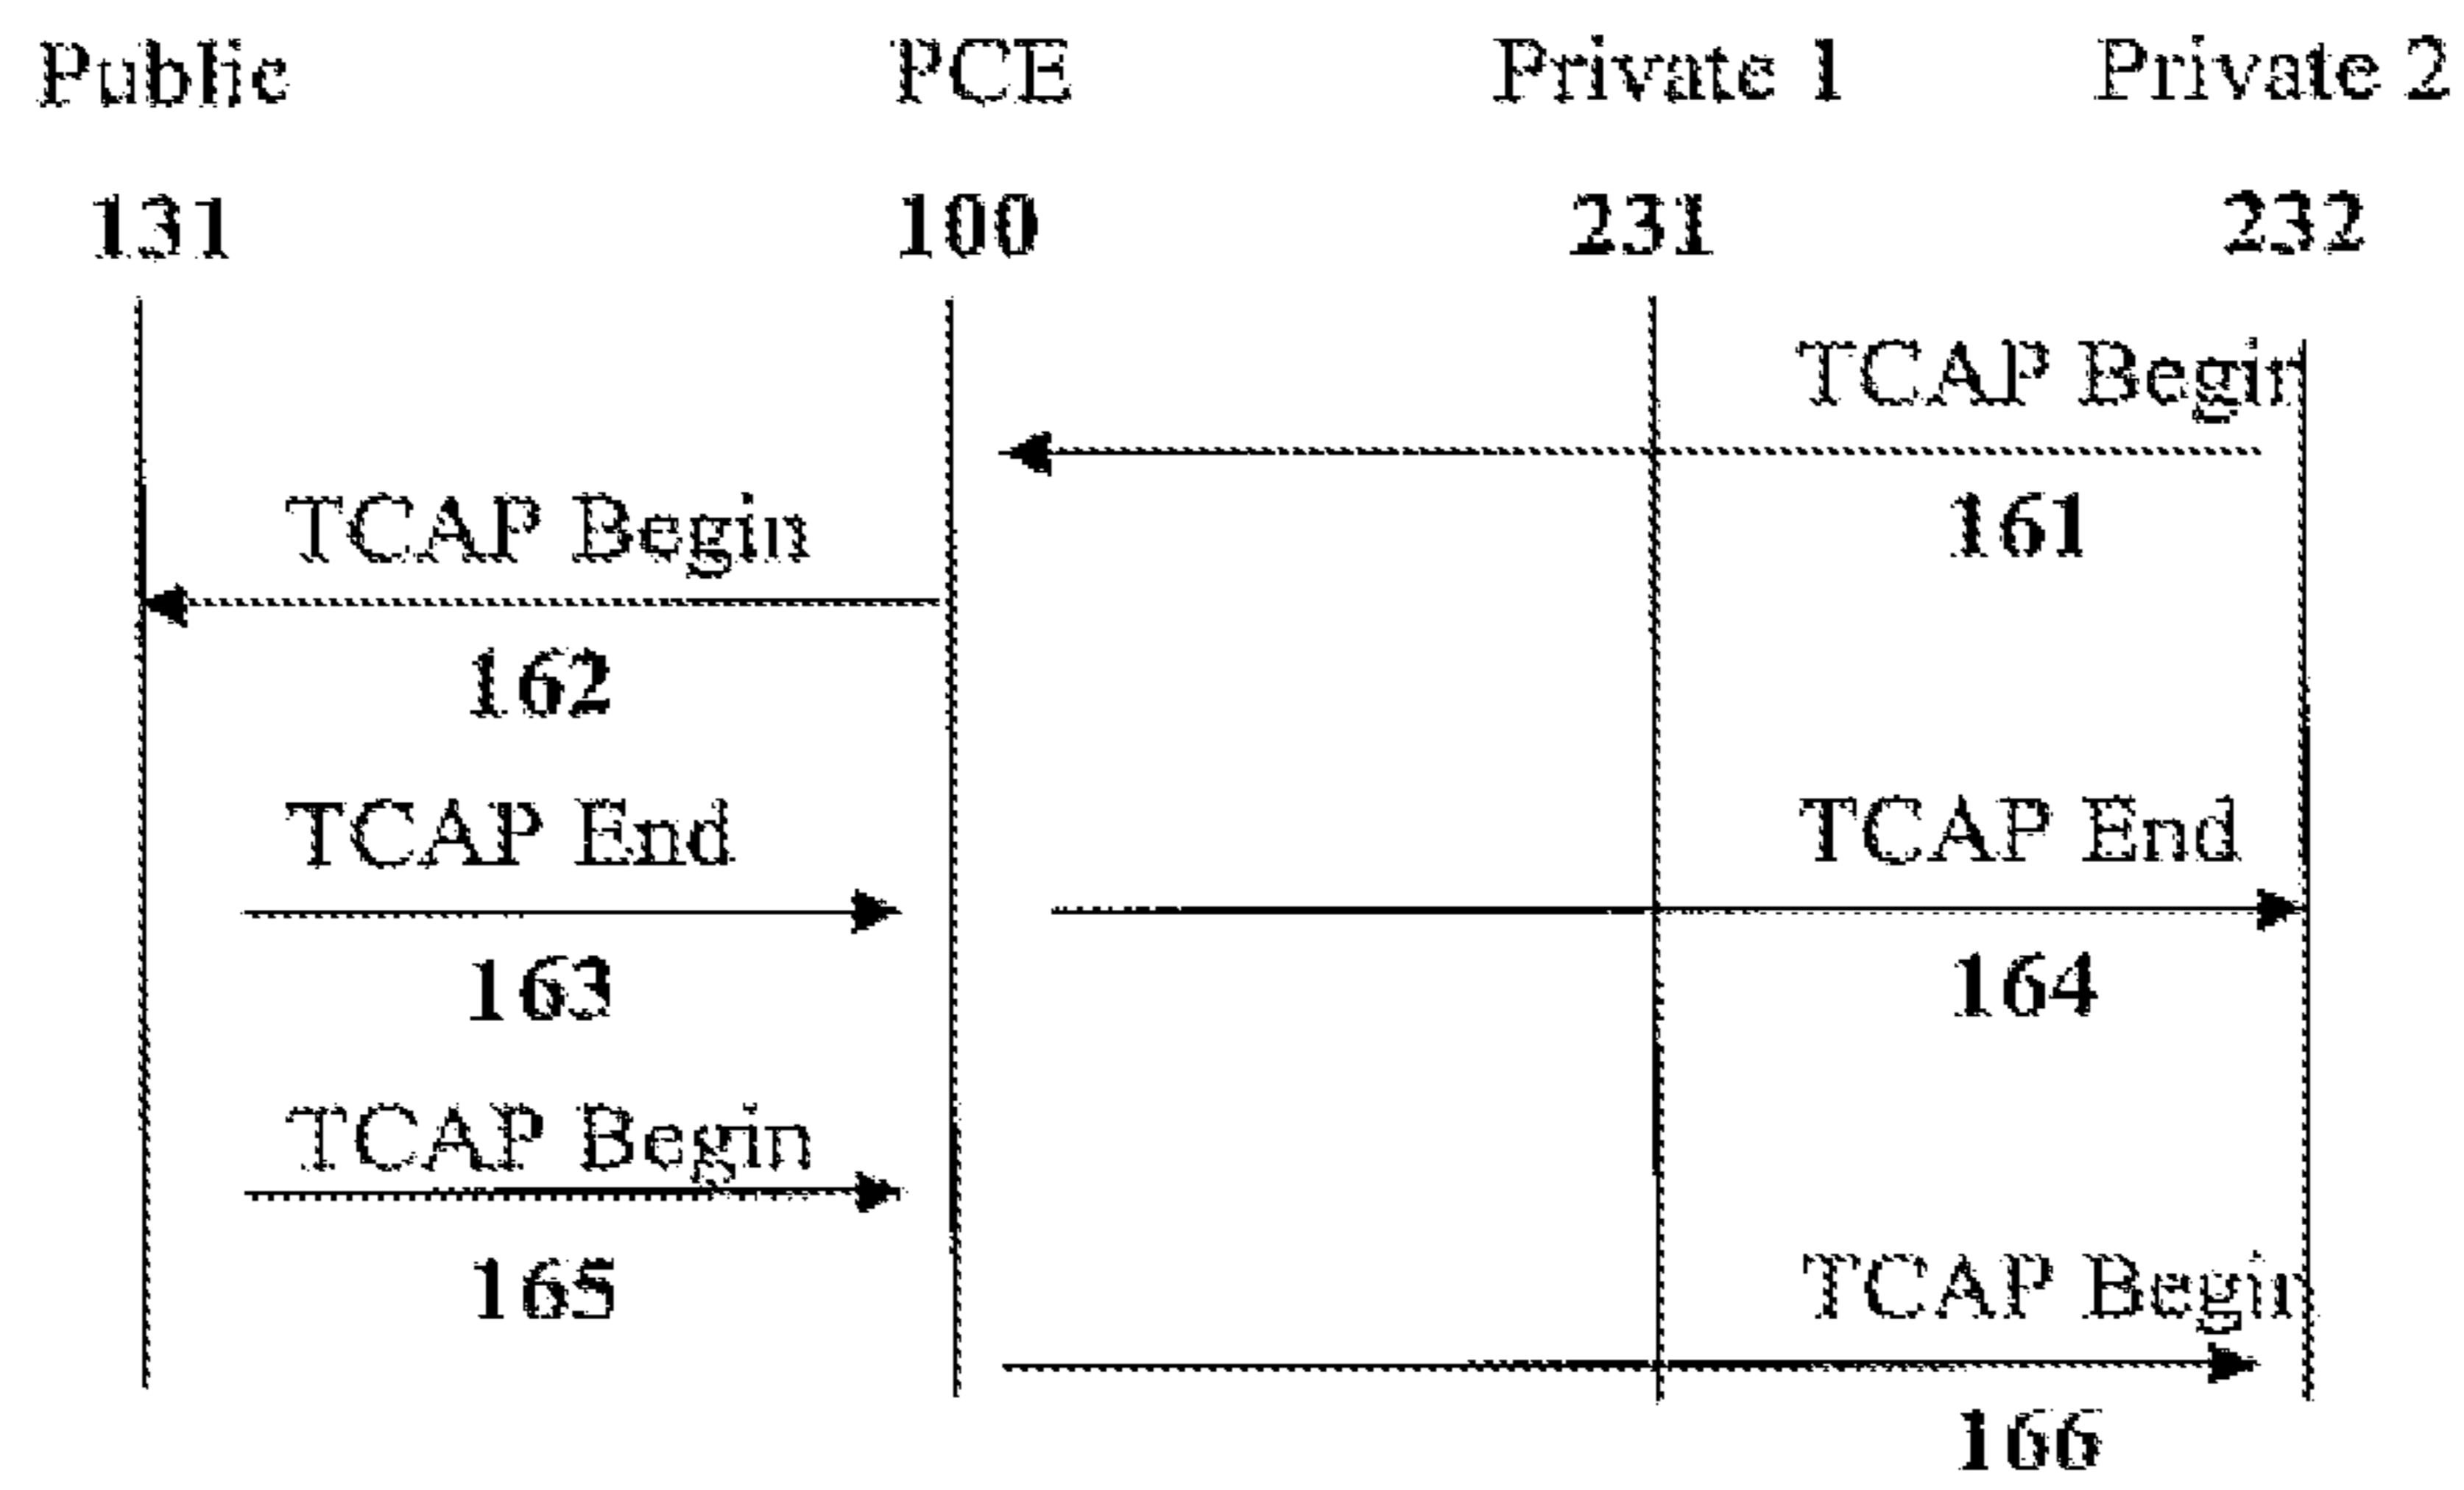 Public PCE Private 1 Private 2
131 100 231 232
TCAP Begin
161
TCAP Begin
162
TCAP End TCAP End
163 164
TCAP Begin
165
TCAP Begin
166